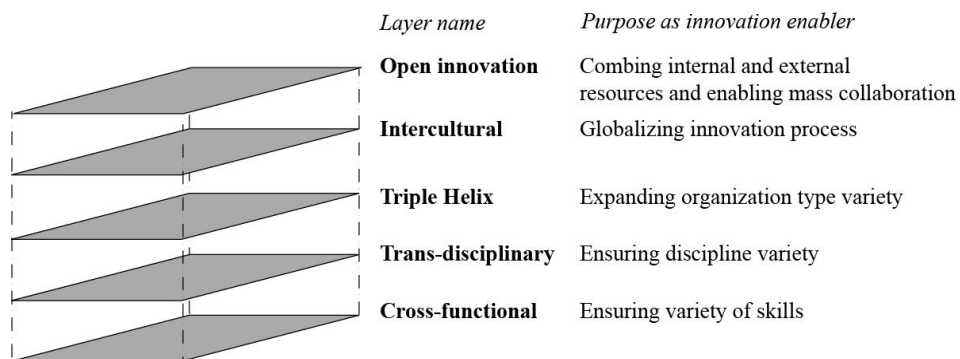 Layer name Purpose as innovation enabler
Open innovation Combing internal and external
resources and enabling mass collaboration
Intercultural Globalizing innovation process
Triple Helix Expanding organization type variety
Trans-disciplinary Ensuring discipline variety
Cross-functional Ensuring variety of skills